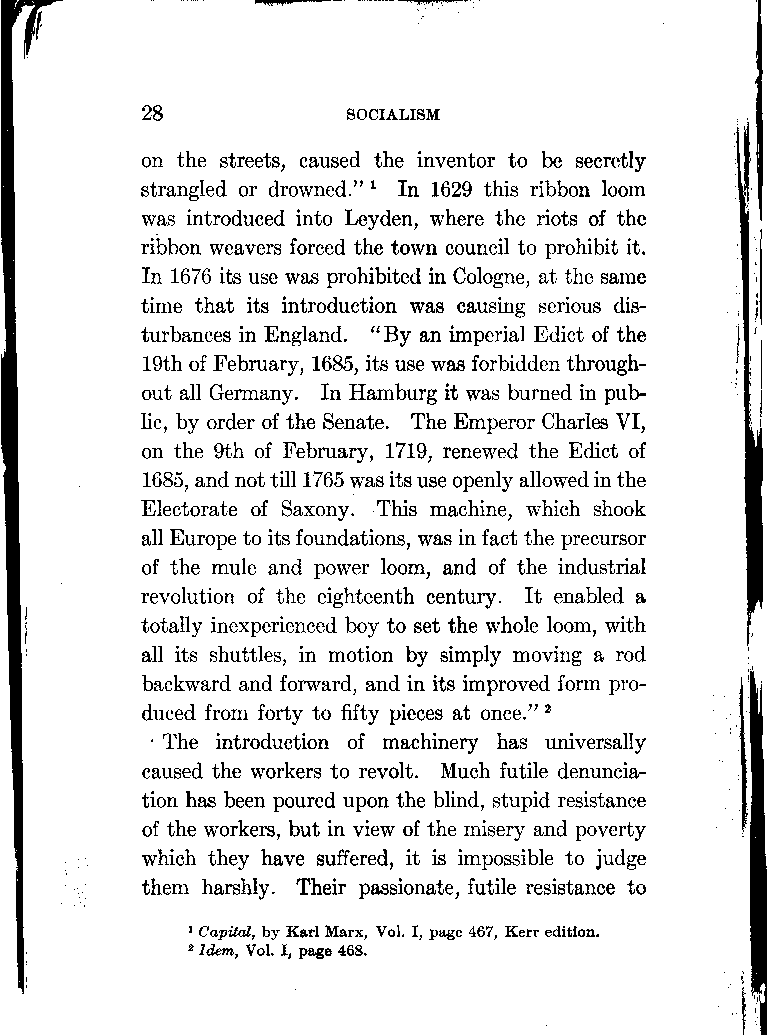 28 SOCIALISM
on the streets, caused the inventor to be secretly
strangled or drowned.” ¹ In 1629 this ribbon loom
was introduced into Leyden, where the riots of the
ribbon weavers forced the town council to prohibit it.
In 1676 its use was prohibited in Cologne, at the same
time that its introduction was causing serious dis-
turbances in England. “By an imperial Edict of the
19th of February, 1685, its use was forbidden through-
out all Germany. In Hamburg it was burned in pub-
lic, by order of the Senate. The Emperor Charles VI,
on the 9th of February, 1719, renewed the Edict of
1685, and not till 1765 was its use openly allowed in the
Electorate of Saxony. This machine, which shook
all Europe to its foundations, was in fact the precursor
of the mule and power loom, and of the industrial
revolution of the eighteenth century. It enabled a
totally inexperienced boy to set the whole loom, with
all its shuttles, in motion by simply moving a rod
backward and forward, and in its improved form pro-
duced from forty to fifty pieces at once.” ²
The introduction of machinery has universally
caused the workers to revolt. Much futile denuncia-
tion has been poured upon the blind, stupid resistance
of the workers, but in view of the misery and poverty
which they have suffered, it is impossible to judge
them harshly. Their passionate, futile resistance to
¹ Capital, by Karl Marx, Vol. I, page 467, Kerr edition.
² Idem, Vol. I, page 468.